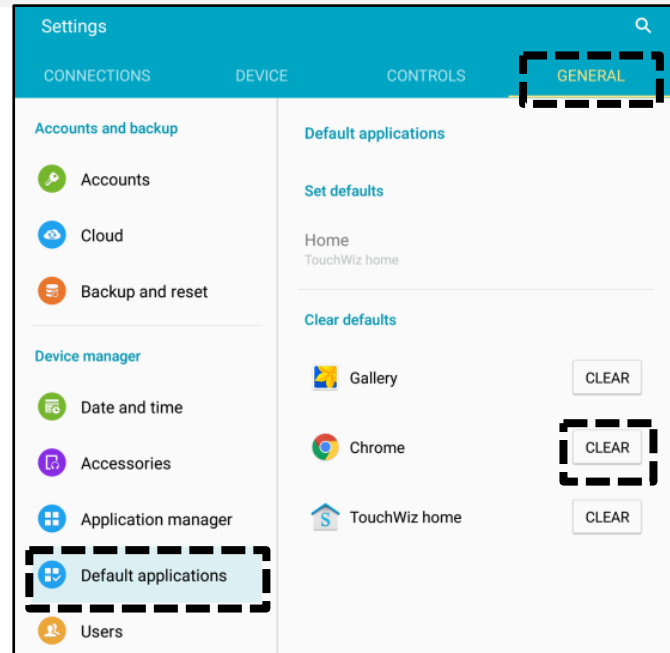 Settings
CONNECTIONS DEVICE CONTROLS GENERAL
Accounts and backup
Accounts
Cloud
Backup and reset
Device manager
Date and time
Accessories
Application manager
Default applications
Users
Default applications
Set defaults
Home
TouchWiz home
Clear defaults
Gallery CLEAR
Chrome CLEAR
S TouchWiz home CLEAR